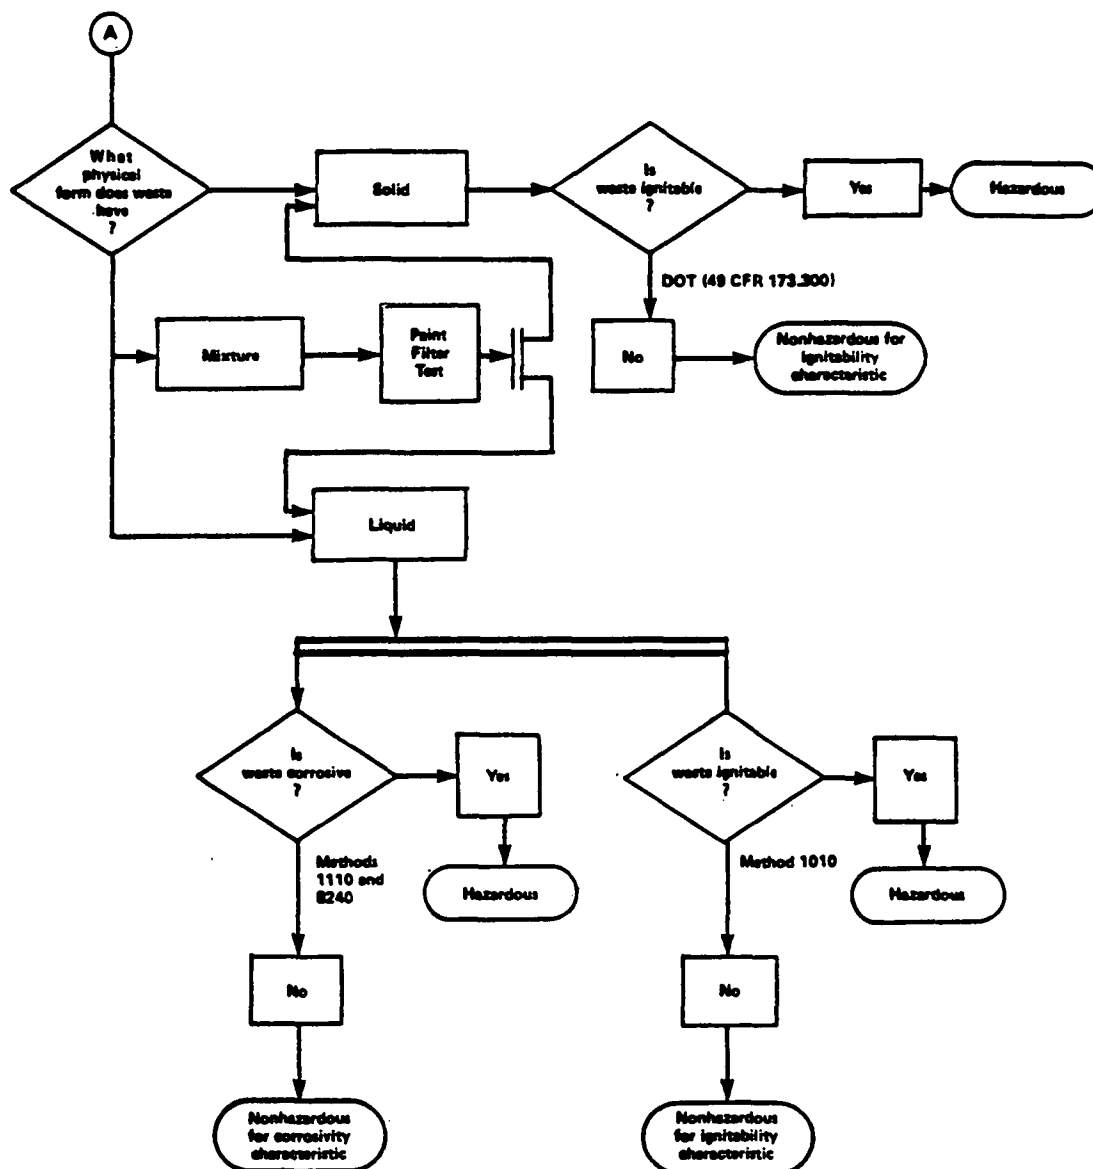 A
What
physical
form does waste
have
?
Solid
Is
waste ignitable
?
Yes
Hazardous
DOT (49 CFR 173.300)
No
Nonhazardous for
ignitability
characteristic
Mixture
Paint
Filter
Test
Liquid
Is
waste corrosive
?
Yes
Hazardous
Methods
1110 and
8240
No
Nonhazardous
for corrosivity
characteristic
Is
waste ignitable
?
Yes
Hazardous
Method 1010
No
Nonhazardous
for ignitability
characteristic